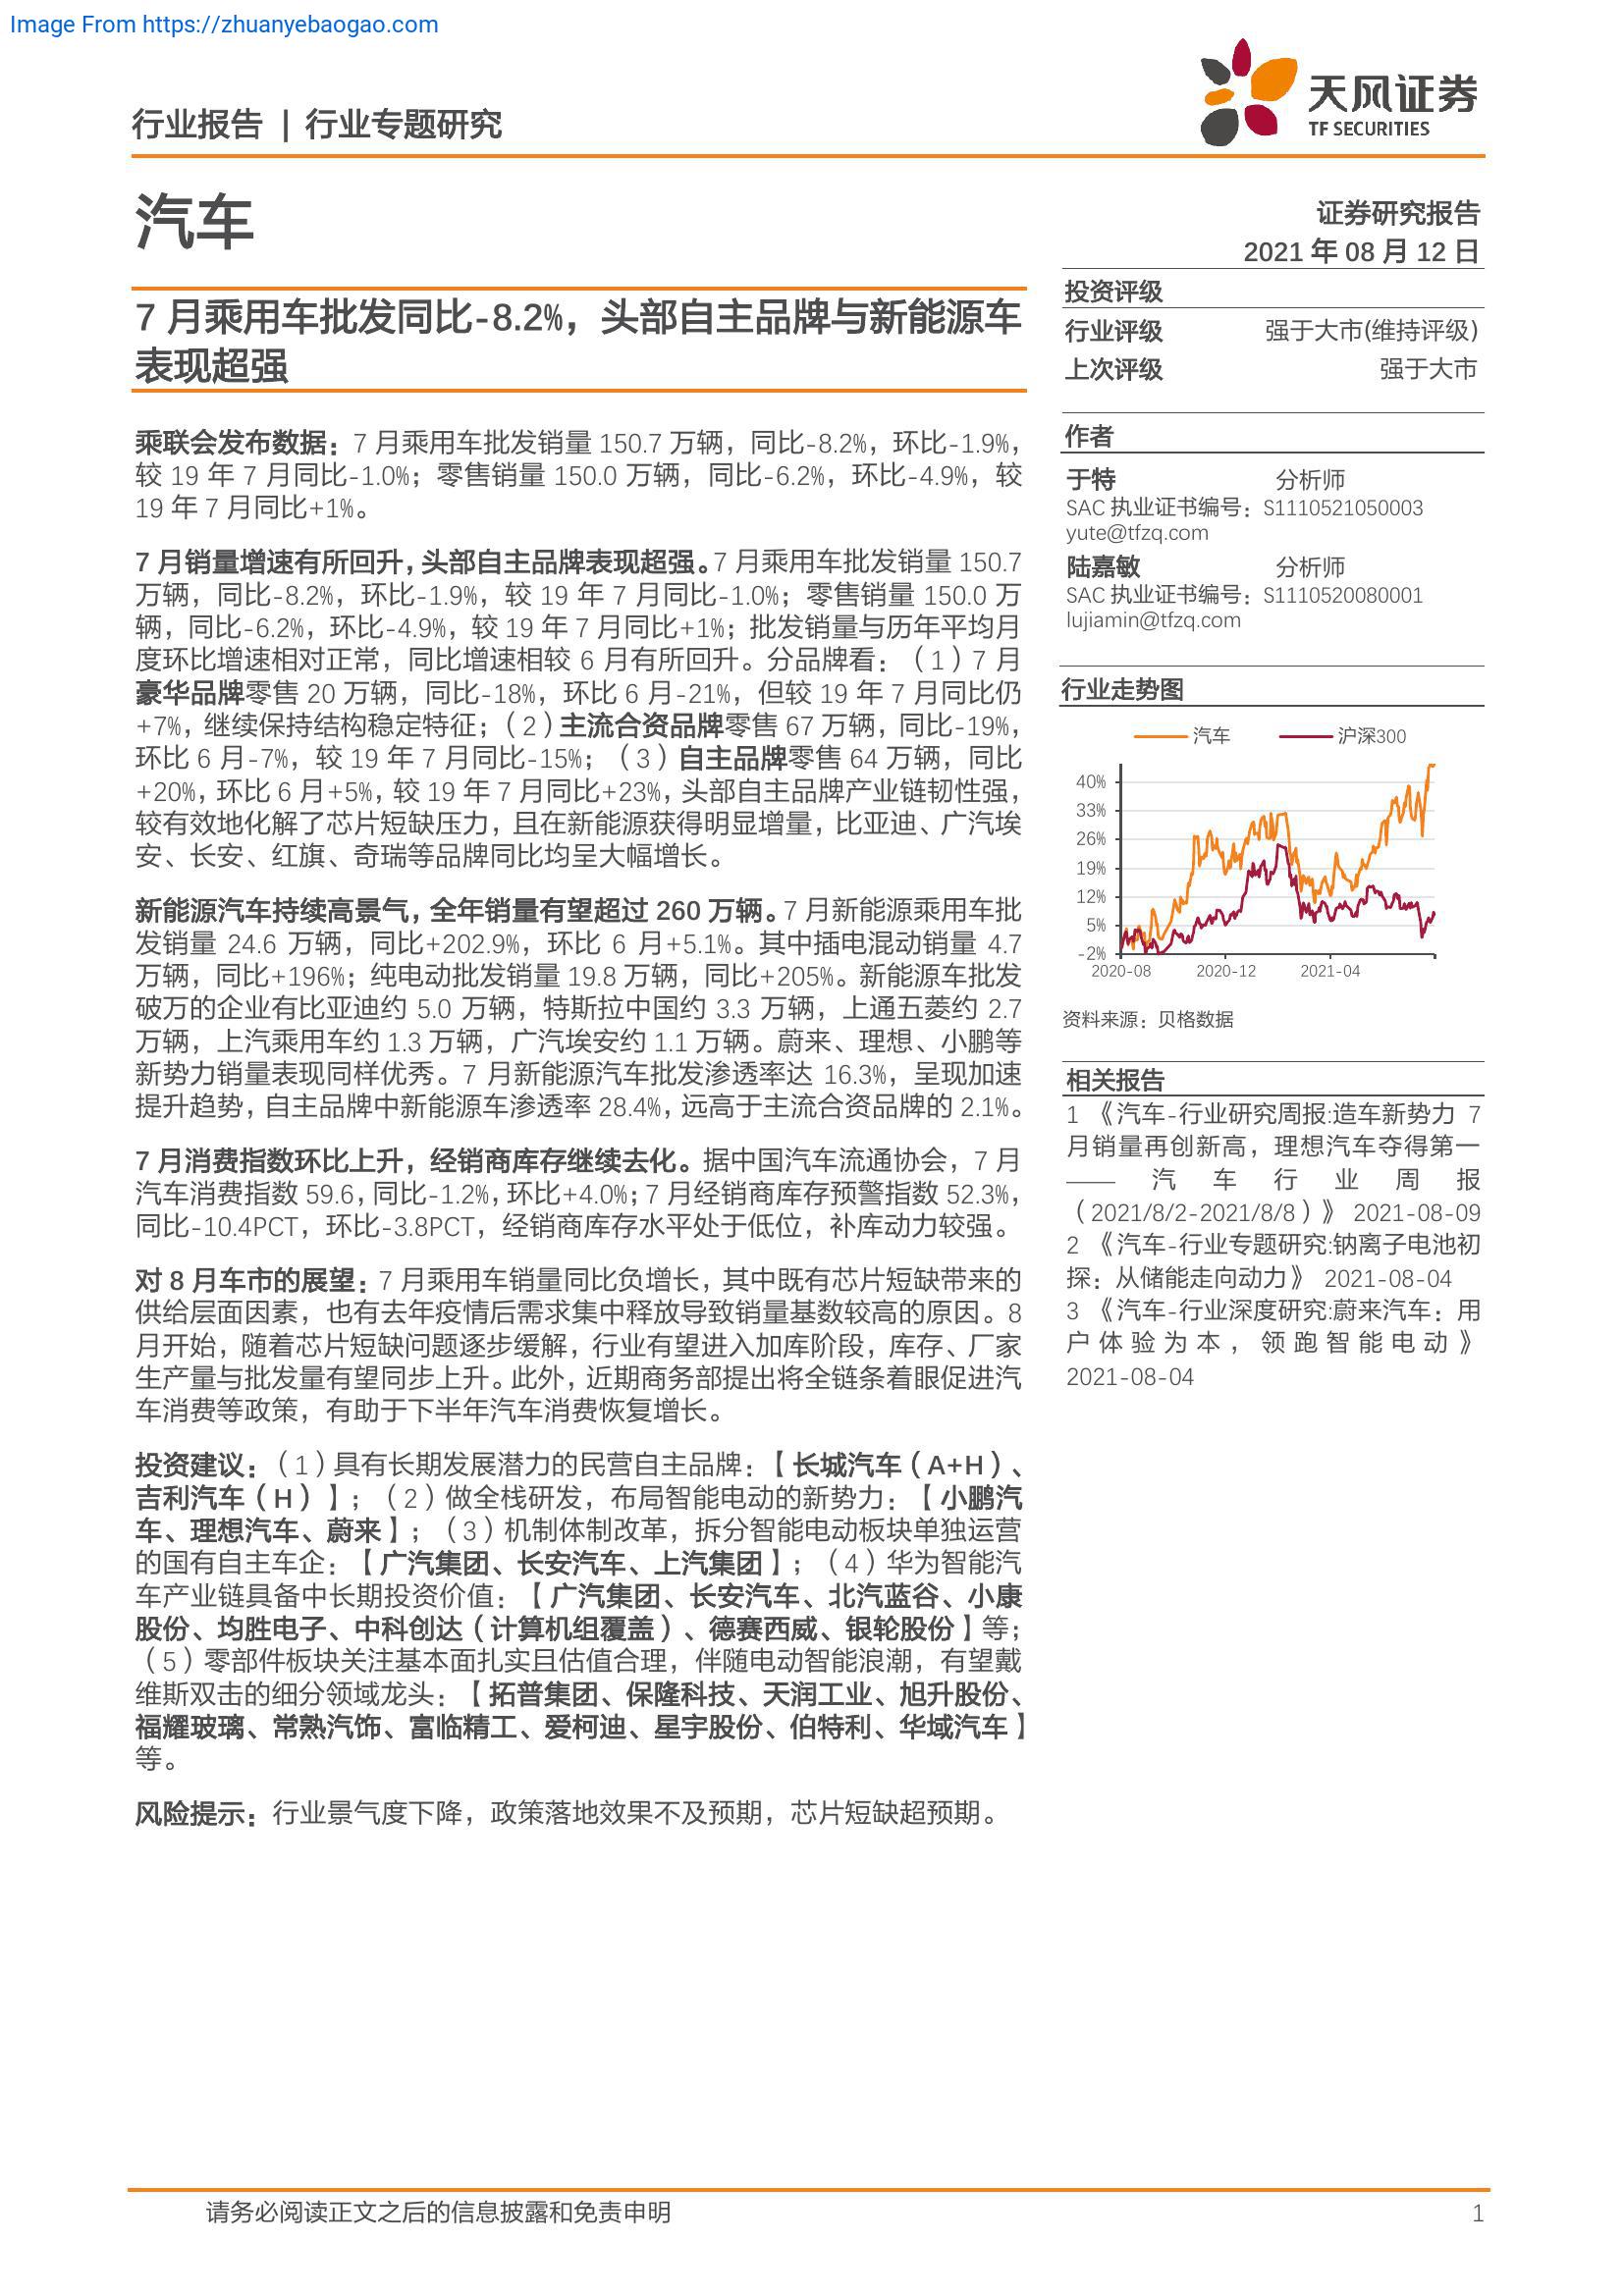 Image From https://zhuanyebaogao.com
行业报告 | 行业专题研究
天风证券
TF SECURITIES
汽车
证券研究报告
2021 年 08 月 12 日
7 月乘用车批发同比-8.2%，头部自主品牌与新能源车
表现超强
乘联会发布数据：7 月乘用车批发销量 150.7 万辆，同比-8.2%，环比-1.9%，
较 19 年 7 月同比-1.0%；零售销量 150.0 万辆，同比-6.2%，环比-4.9%，较
19 年 7 月同比+1%。
7 月销量增速有所回升，头部自主品牌表现超强。7 月乘用车批发销量 150.7
万辆，同比-8.2%，环比-1.9%，较 19 年 7 月同比-1.0%；零售销量 150.0 万
辆，同比-6.2%，环比-4.9%，较 19 年 7 月同比+1%；批发销量与历年平均月
度环比增速相对正常，同比增速相较 6 月有所回升。分品牌看：（1）7 月
豪华品牌零售 20 万辆，同比-18%，环比 6 月-21%，但较 19 年 7 月同比仍
+7%，继续保持结构稳定特征；（2）主流合资品牌零售 67 万辆，同比-19%，
环比 6 月-7%，较 19 年 7 月同比-15%；（3）自主品牌零售 64 万辆，同比
+20%，环比 6 月+5%，较 19 年 7 月同比+23%，头部自主品牌产业链韧性强，
较有效地化解了芯片短缺压力，且在新能源获得明显增量，比亚迪、广汽埃
安、长安、红旗、奇瑞等品牌同比均呈大幅增长。
新能源汽车持续高景气，全年销量有望超过 260 万辆。7 月新能源乘用车批
发销量 24.6 万辆，同比+202.9%，环比 6 月+5.1%。其中插电混动销量 4.7
万辆，同比+196%；纯电动批发销量 19.8 万辆，同比+205%。新能源车批发
破万的企业有比亚迪约 5.0 万辆，特斯拉中国约 3.3 万辆，上通五菱约 2.7
万辆，上汽乘用车约 1.3 万辆，广汽埃安约 1.1 万辆。蔚来、理想、小鹏等
新势力销量表现同样优秀。7 月新能源汽车批发渗透率达 16.3%，呈现加速
提升趋势，自主品牌中新能源车渗透率 28.4%，远高于主流合资品牌的 2.1%。
7 月消费指数环比上升，经销商库存继续去化。据中国汽车流通协会，7 月
汽车消费指数 59.6，同比-1.2%，环比+4.0%；7 月经销商库存预警指数 52.3%，
同比-10.4PCT，环比-3.8PCT，经销商库存水平处于低位，补库动力较强。
对 8 月车市的展望：7 月乘用车销量同比负增长，其中既有芯片短缺带来的
供给层面因素，也有去年疫情后需求集中释放导致销量基数较高的原因。8
月开始，随着芯片短缺问题逐步缓解，行业有望进入加库阶段，库存、厂家
生产量与批发量有望同步上升。此外，近期商务部提出将全链条着眼促进汽
车消费等政策，有助于下半年汽车消费恢复增长。
投资建议：（1）具有长期发展潜力的民营自主品牌：【长城汽车（A+H）、
吉利汽车（H）】；（2）做全栈研发，布局智能电动的新势力：【小鹏汽
车、理想汽车、蔚来】；（3）机制体制改革，拆分智能电动板块单独运营
的国有自主车企：【广汽集团、长安汽车、上汽集团】；（4）华为智能汽
车产业链具备中长期投资价值：【广汽集团、长安汽车、北汽蓝谷、小康
股份、均胜电子、中科创达（计算机组覆盖）、德赛西威、银轮股份】等；
（5）零部件板块关注基本面扎实且估值合理，伴随电动智能浪潮，有望戴
维斯双击的细分领域龙头：【拓普集团、保隆科技、天润工业、旭升股份、
福耀玻璃、常熟汽饰、富临精工、爱柯迪、星宇股份、伯特利、华域汽车】
等。
风险提示：行业景气度下降，政策落地效果不及预期，芯片短缺超预期。
投资评级
行业评级 强于大市(维持评级)
上次评级 强于大市
作者
于特 分析师
SAC 执业证书编号：S1110521050003
yute@tfzq.com
陆嘉敏 分析师
SAC 执业证书编号：S1110520080001
lujiamin@tfzq.com
行业走势图
汽车 沪深300
40%
33%
26%
19%
12%
5%
-2%
2020-08 2020-12 2021-04
资料来源：贝格数据
相关报告
1 《汽车-行业研究周报:造车新势力 7
月销量再创新高，理想汽车夺得第一
——汽车行业周报
（2021/8/2-2021/8/8）》 2021-08-09
2 《汽车-行业专题研究:钠离子电池初
探：从储能走向动力》 2021-08-04
3 《汽车-行业深度研究:蔚来汽车：用
户体验为本，领跑智能电动》
2021-08-04
请务必阅读正文之后的信息披露和免责申明 1